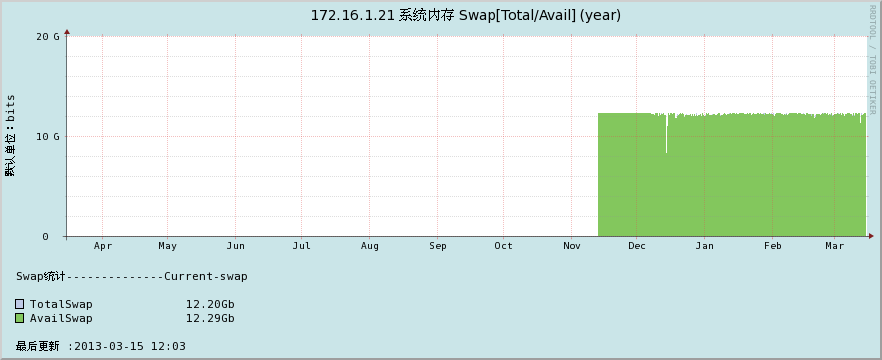 172.16.1.21 系统内存 Swap[Total/Avail] (year)
RRDTOOL / TOBI OETIKER
默认单位：bits
20 G
10 G
0
Apr May Jun Jul Aug Sep Oct Nov Dec Jan Feb Mar
Swap统计--------------Current-swap
TotalSwap 12.20Gb
AvailSwap 12.29Gb
最后更新 :2013-03-15 12:03